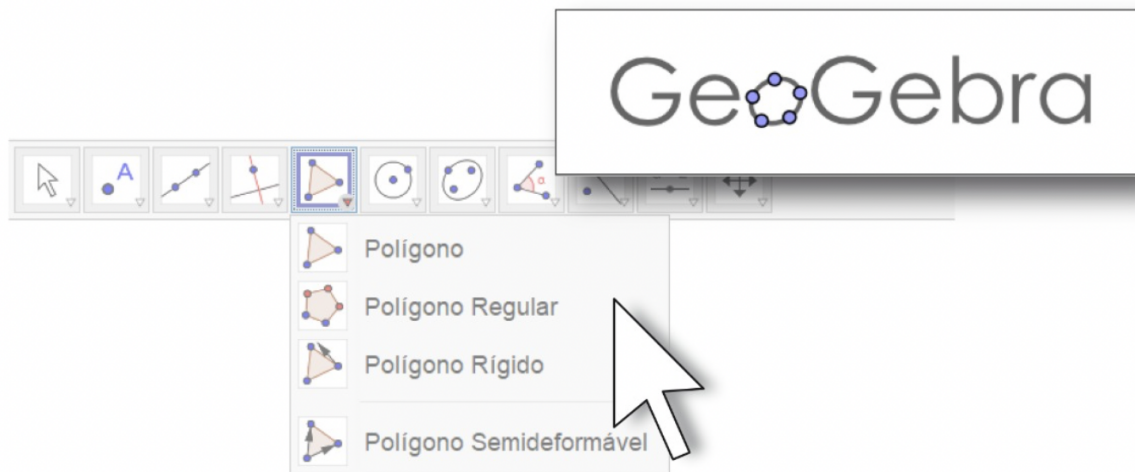 GeoGebra
A
α
Polígono
Polígono Regular
Polígono Rígido
Polígono Semideformável